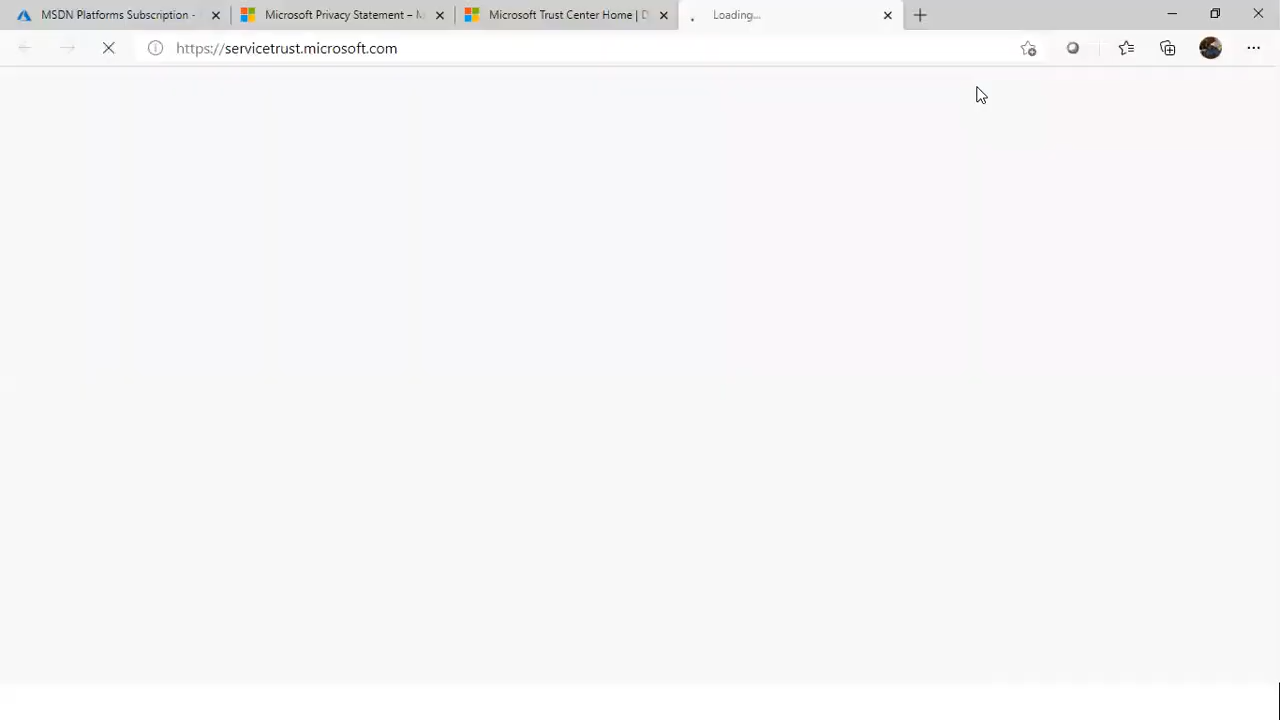 MSDN Platforms Subscription -
Microsoft Privacy Statement –
Microsoft Trust Center Home |
Loading...
https://servicetrust.microsoft.com